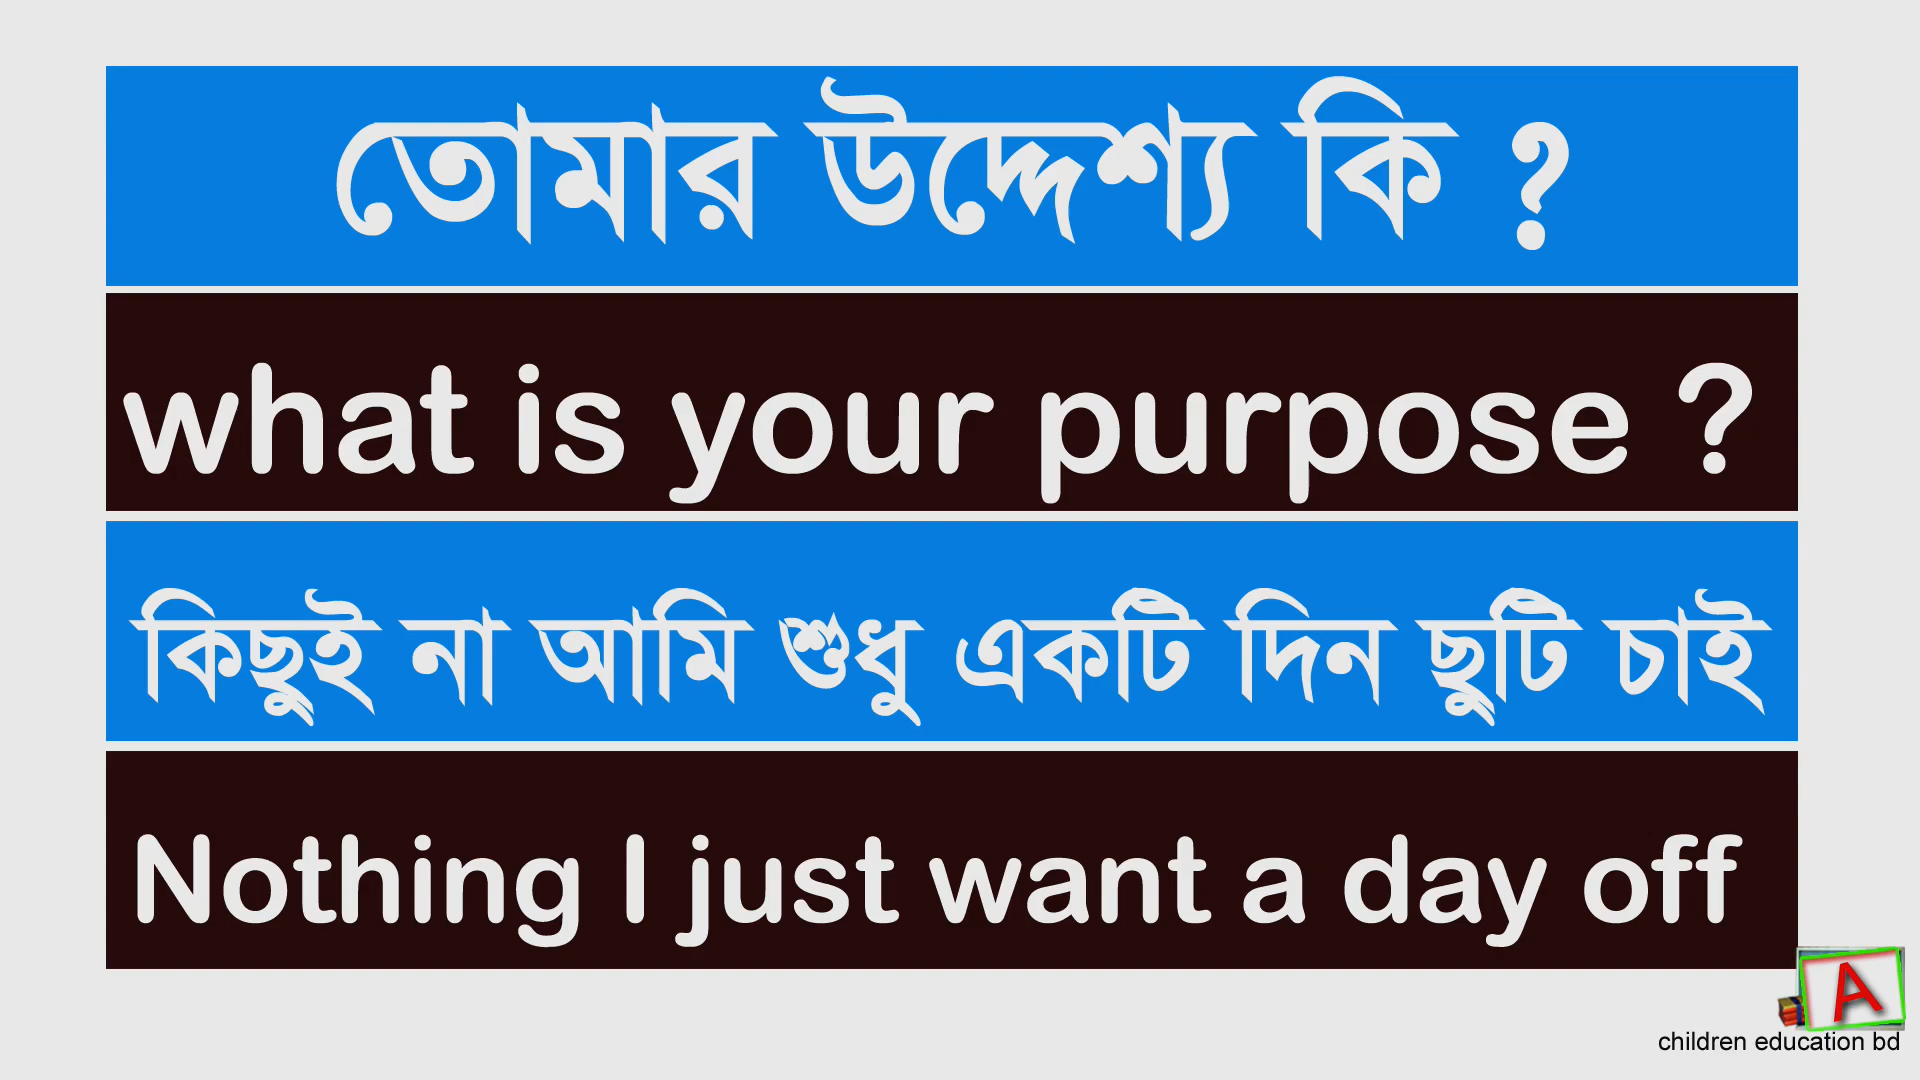 তোমার উদ্দেশ্য কি ?
what is your purpose ?
কিছুই না আমি শুধু একটি দিন ছুটি চাই
Nothing I just want a day off
A
children education bd